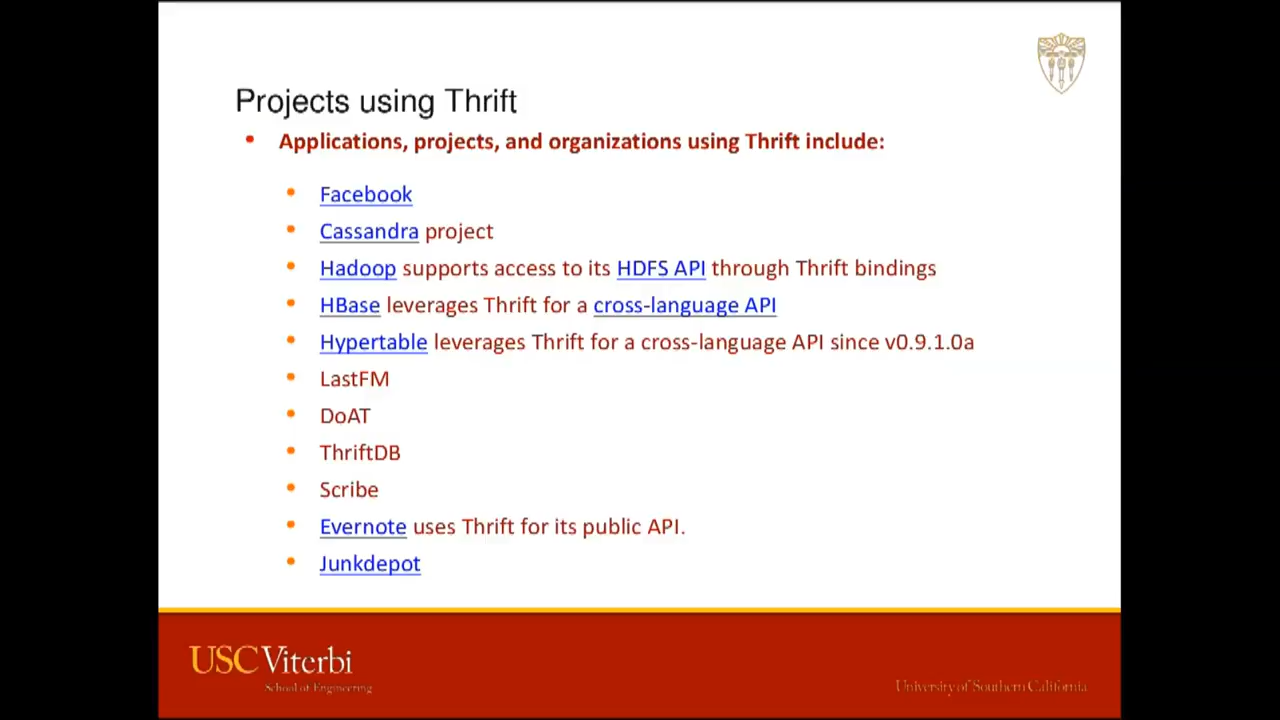 Projects using Thrift
• Applications, projects, and organizations using Thrift include:
• Facebook
• Cassandra project
• Hadoop supports access to its HDFS API through Thrift bindings
• HBase leverages Thrift for a cross-language API
• Hypertable leverages Thrift for a cross-language API since v0.9.1.0a
• LastFM
• DoAT
• ThriftDB
• Scribe
• Evernote uses Thrift for its public API.
• Junkdepot
USC Viterbi
School of Engineering
University of Southern California